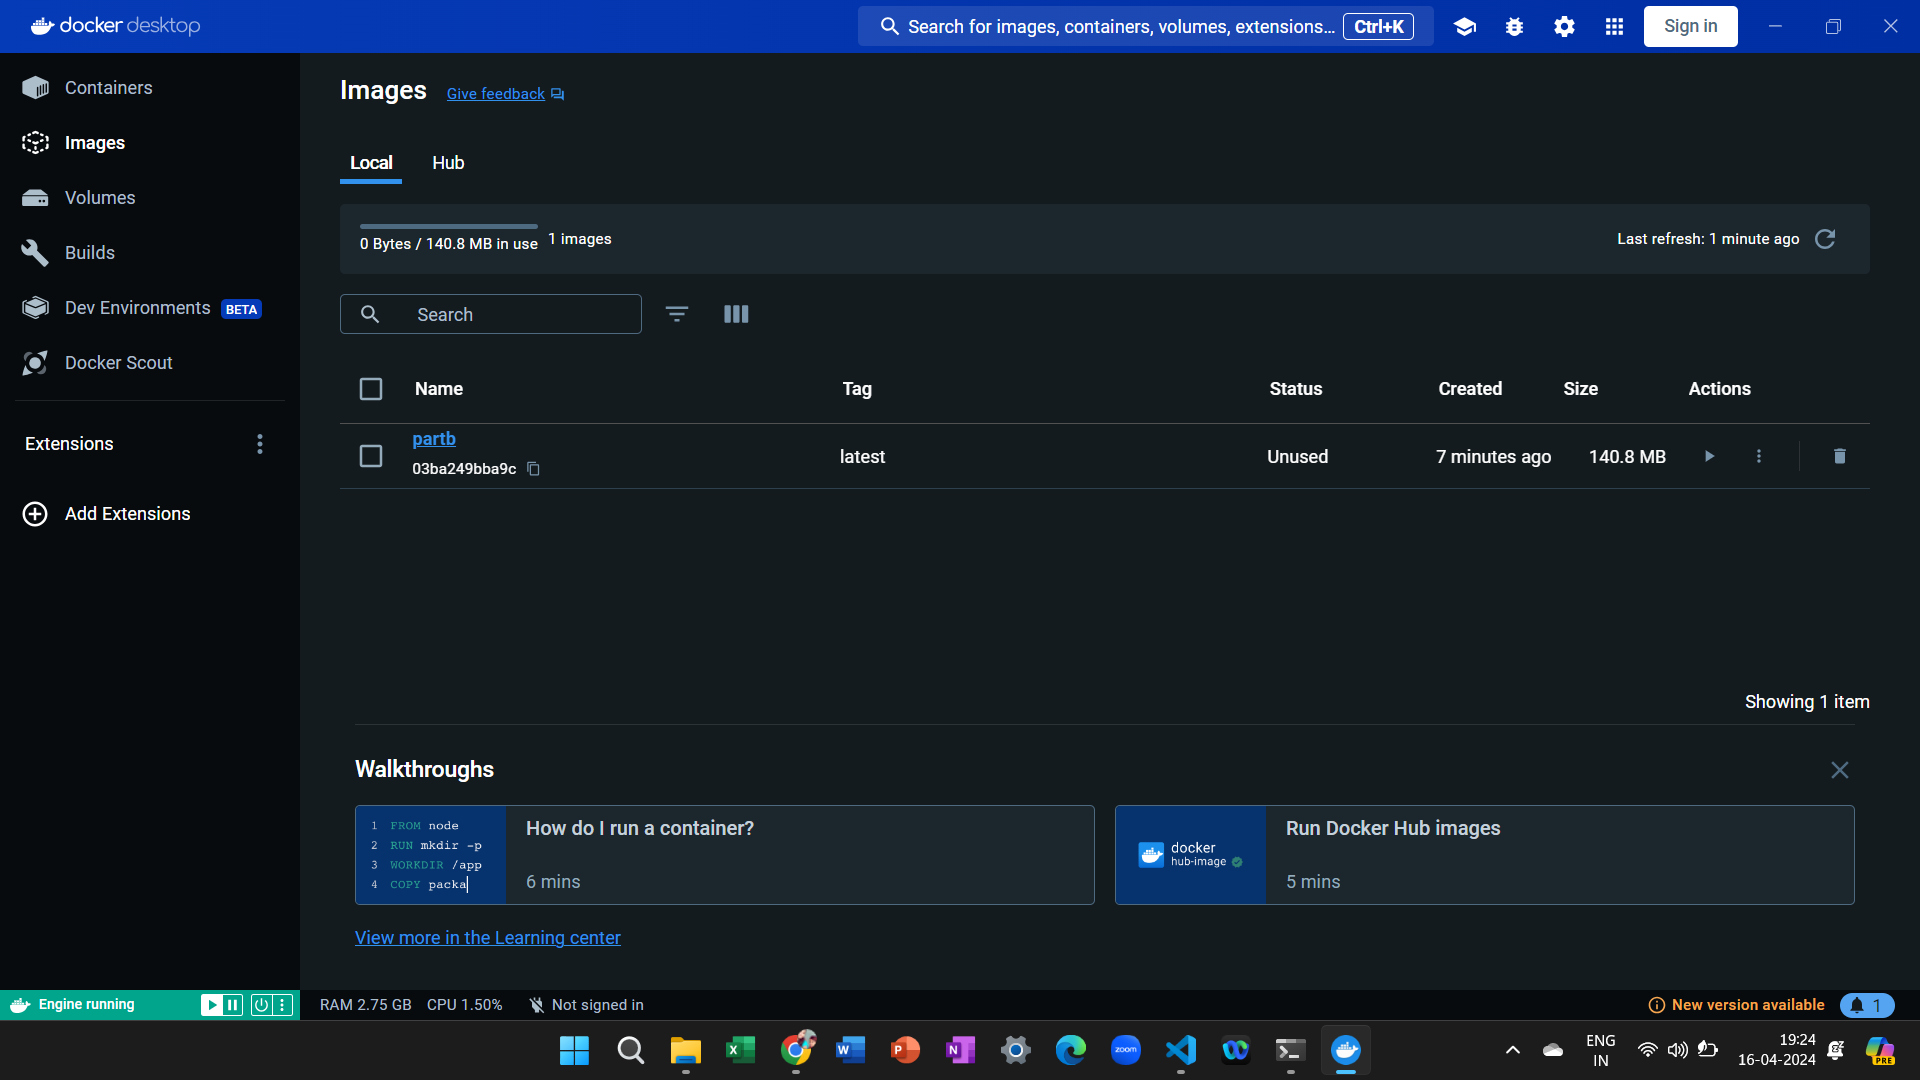 docker desktop
Search for images, containers, volumes, extensions... Ctrl+K
Sign in
Containers
Images
Volumes
Builds
Dev Environments BETA
Docker Scout
Extensions
Add Extensions
Images Give feedback
Local Hub
0 Bytes / 140.8 MB in use 1 images
Last refresh: 1 minute ago
Search
Name Tag Status Created Size Actions
partb
03ba249bba9c
latest Unused 7 minutes ago 140.8 MB
Showing 1 item
Walkthroughs
1 FROM node
2 RUN mkdir -p
3 WORKDIR /app
4 COPY packa
How do I run a container?
6 mins
docker
hub-image
Run Docker Hub images
5 mins
View more in the Learning center
Engine running
RAM 2.75 GB CPU 1.50% Not signed in
New version available 1
W
P
N
zoom
ENG
IN
19:24
16-04-2024
PRE